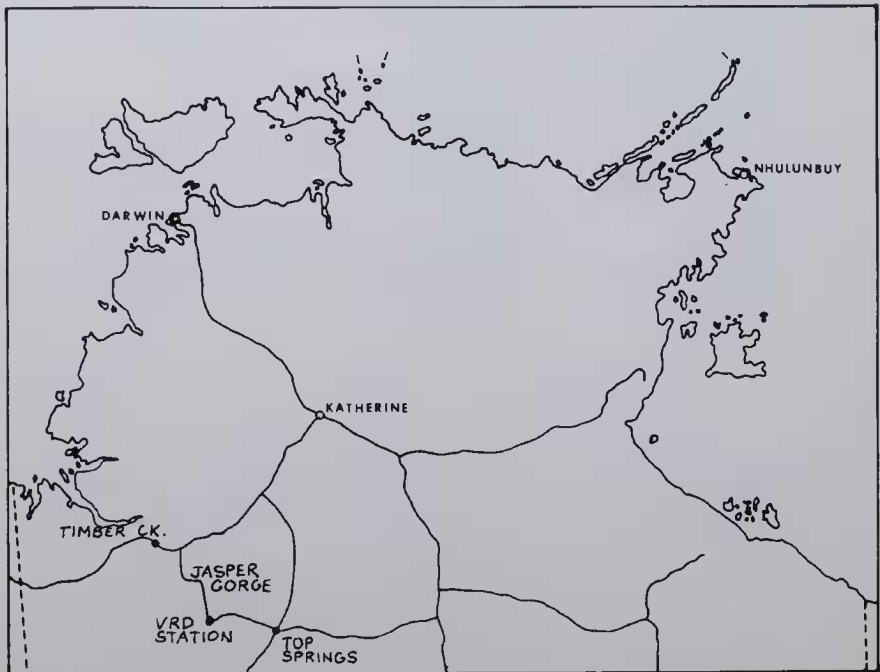 NHULUNBUY
DARWIN
KATHERINE
TIMBER CK.
JASPER
GORGE
VRD
STATION
TOP
SPRINGS